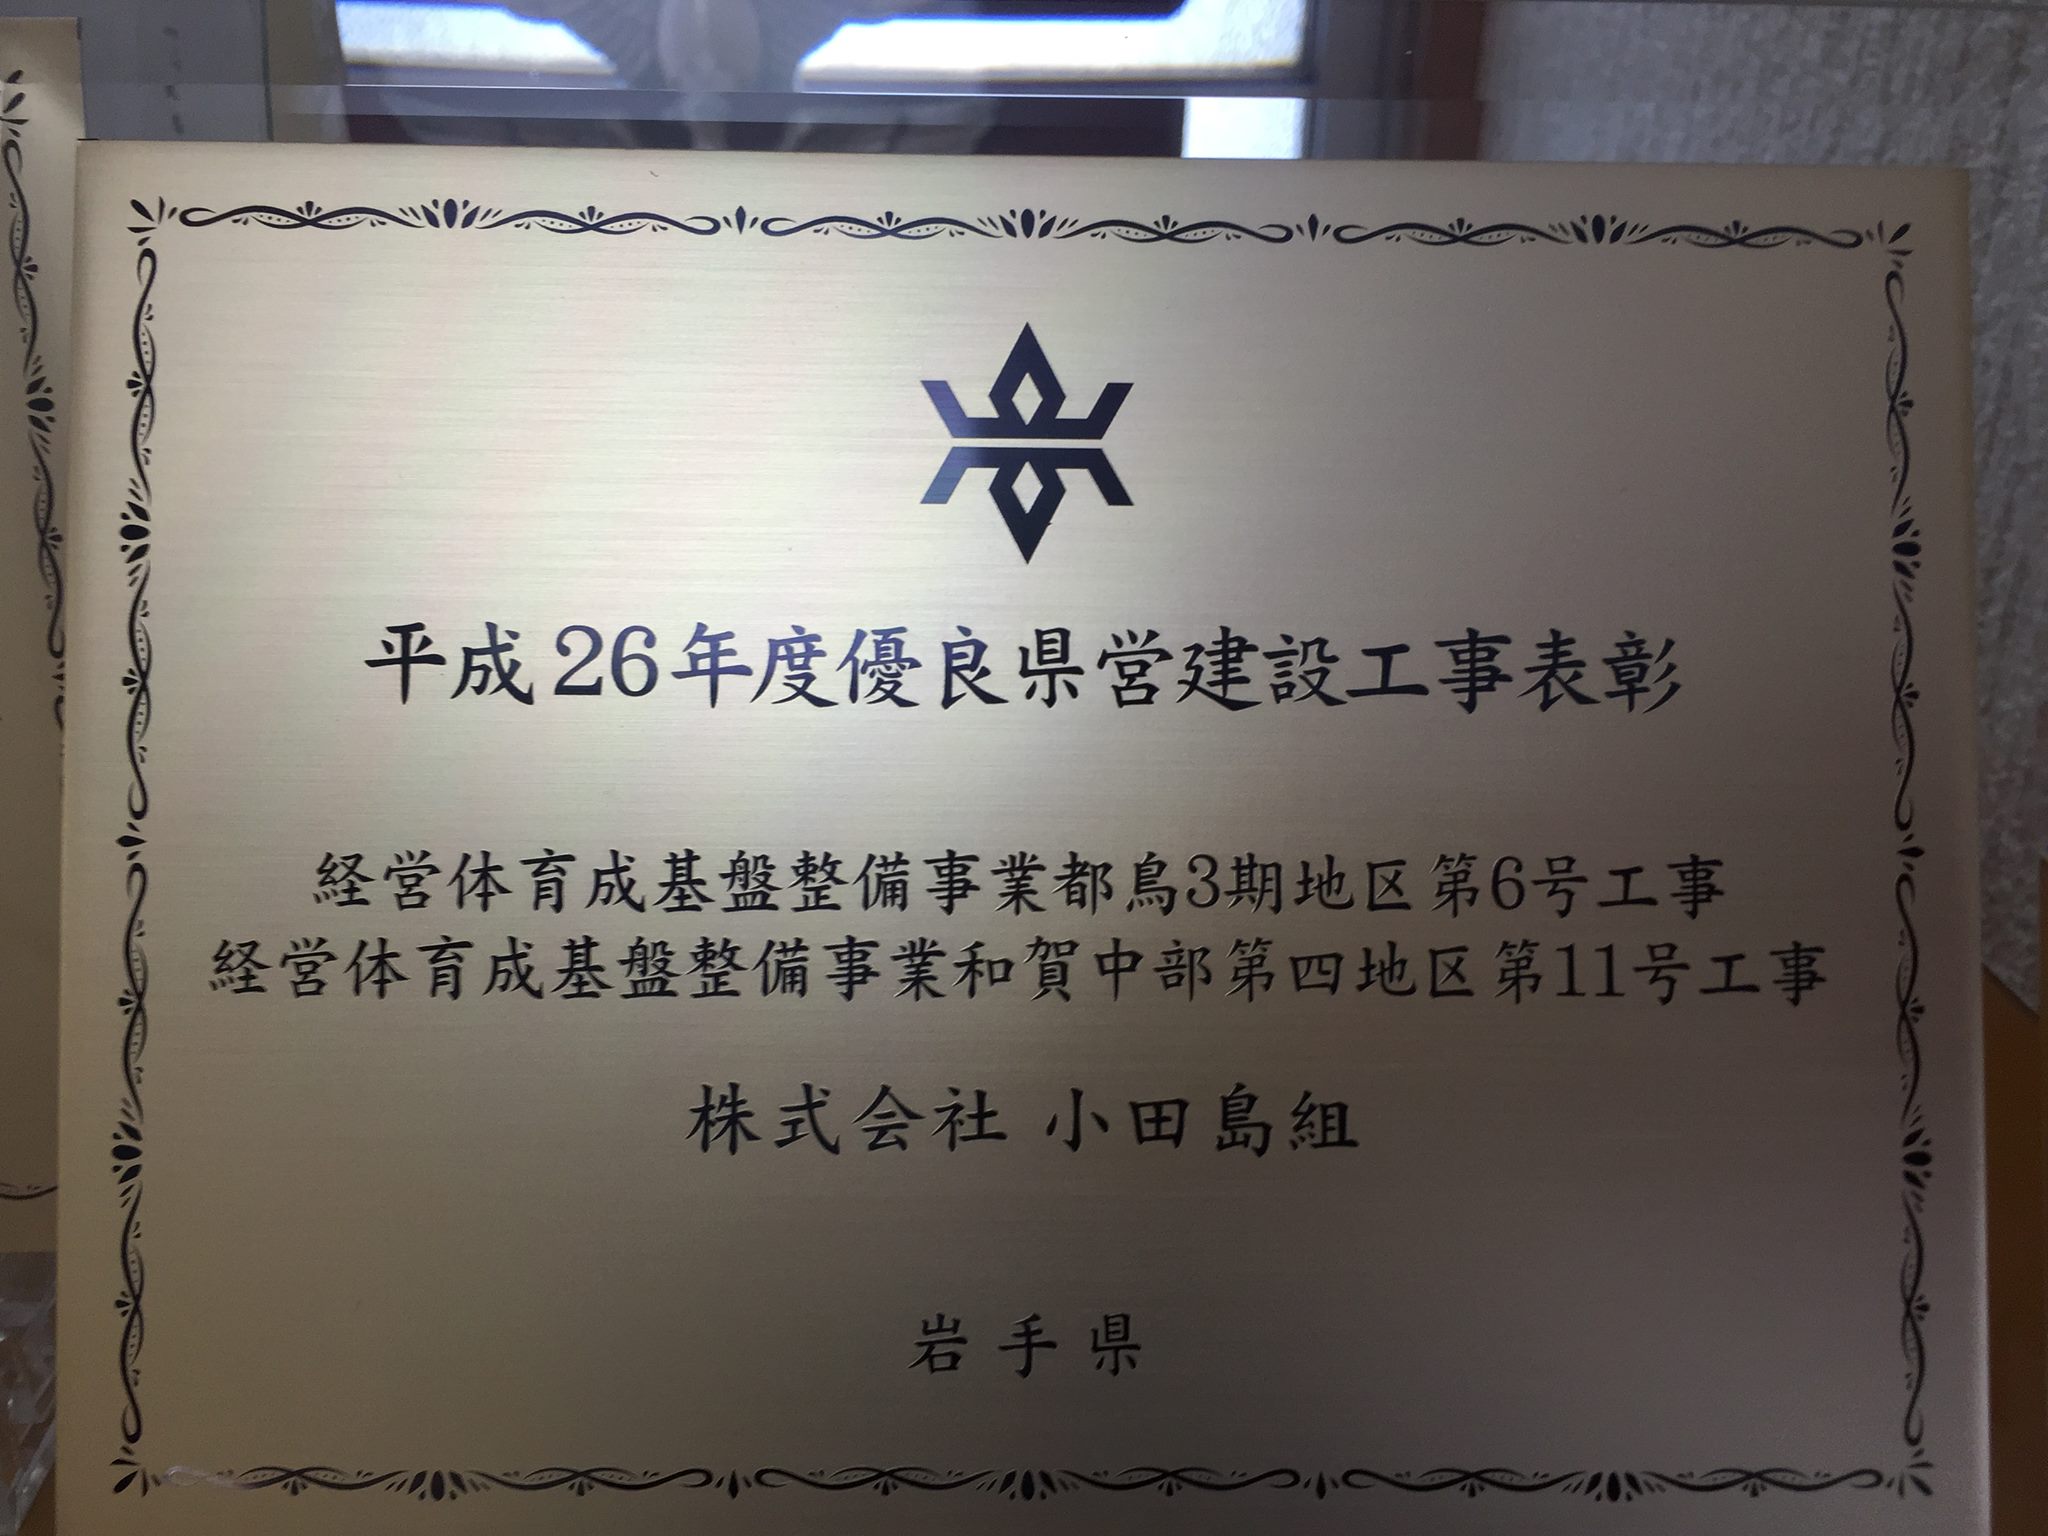 平成26年度優良県営建設工事表彰
経営体育成基盤整備事業都鳥3期地区第6号工事
経営体育成基盤整備事業和賀中部第四地区第11号工事
株式会社 小田島組
岩手県